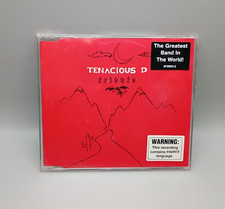 The Greatest
Band In
The World!
TENACIOUS D
Tribute
WARNING:
This recording
contains explicit
language.